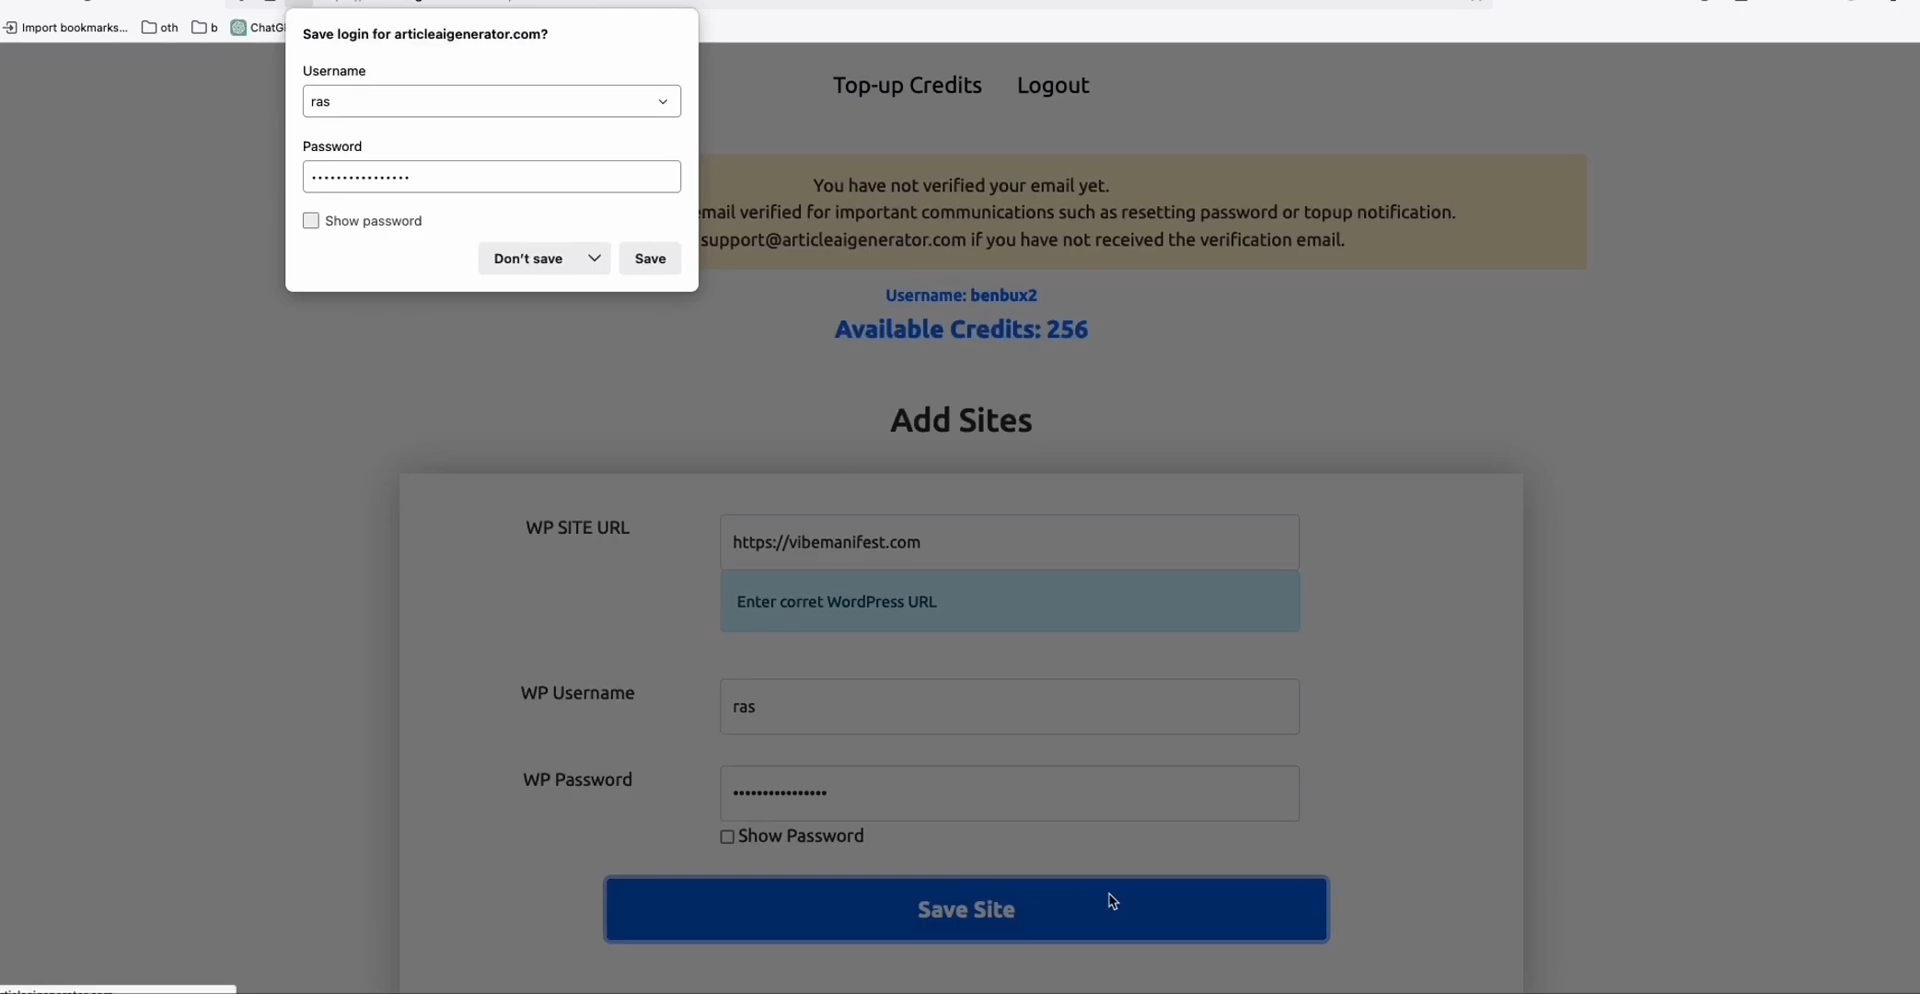 Import bookmarks...
oth
b
Save login for articleaigenerator.com?
Username
ras
Password
••••••••••••••••
Show password
Don't save
Save
Top-up Credits
Logout
You have not verified your email yet.
email verified for important communications such as resetting password or topup notification.
support@articleaigenerator.com if you have not received the verification email.
Username: benbux2
Available Credits: 256
Add Sites
WP SITE URL
https://vibemanifest.com
Enter corret WordPress URL
WP Username
ras
WP Password
••••••••••••••••
Show Password
Save Site